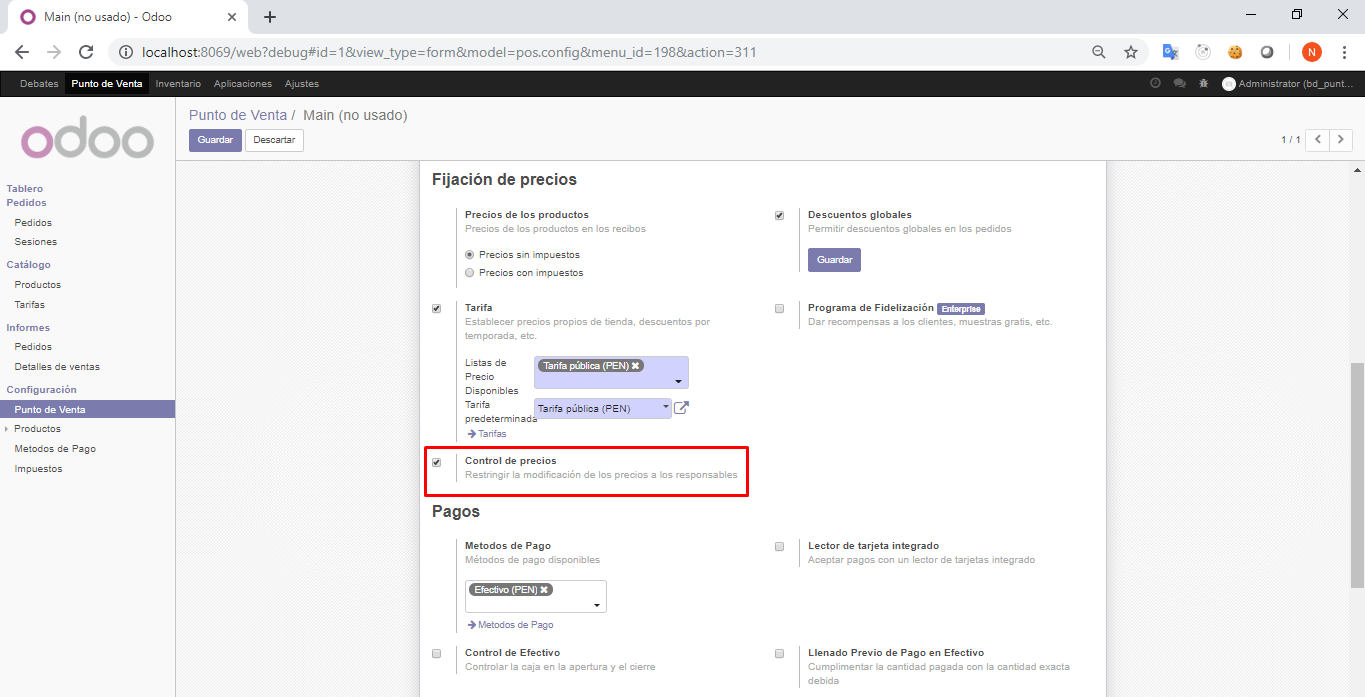 Main (no usado) - Odoo
localhost:8069/web?debug#id=1&view_type=form&model=pos.config&menu_id=198&action=311
N
Debates Punto de Venta Inventario Aplicaciones Ajustes
Administrator (bd_punt...
odoo
Punto de Venta / Main (no usado)
Guardar Descartar
1 / 1
Tablero
Pedidos
Pedidos
Sesiones
Catálogo
Productos
Tarifas
Informes
Pedidos
Detalles de ventas
Configuración
Punto de Venta
Productos
Metodos de Pago
Impuestos
Fijación de precios
Precios de los productos
Precios de los productos en los recibos
Precios sin impuestos
Precios con impuestos
Descuentos globales
Permitir descuentos globales en los pedidos
Guardar
Tarifa
Establecer precios propios de tienda, descuentos por
temporada, etc.
Listas de
Precio
Disponibles
Tarifa pública (PEN)
Tarifa
predeterminada
Tarifa pública (PEN)
Tarifas
Programa de Fidelización Enterprise
Dar recompensas a los clientes, muestras gratis, etc.
Control de precios
Restringir la modificación de los precios a los responsables
Pagos
Metodos de Pago
Métodos de pago disponibles
Efectivo (PEN)
Metodos de Pago
Lector de tarjeta integrado
Aceptar pagos con un lector de tarjetas integrado
Control de Efectivo
Controlar la caja en la apertura y el cierre
Llenado Previo de Pago en Efectivo
Cumplimentar la cantidad pagada con la cantidad exacta
debida